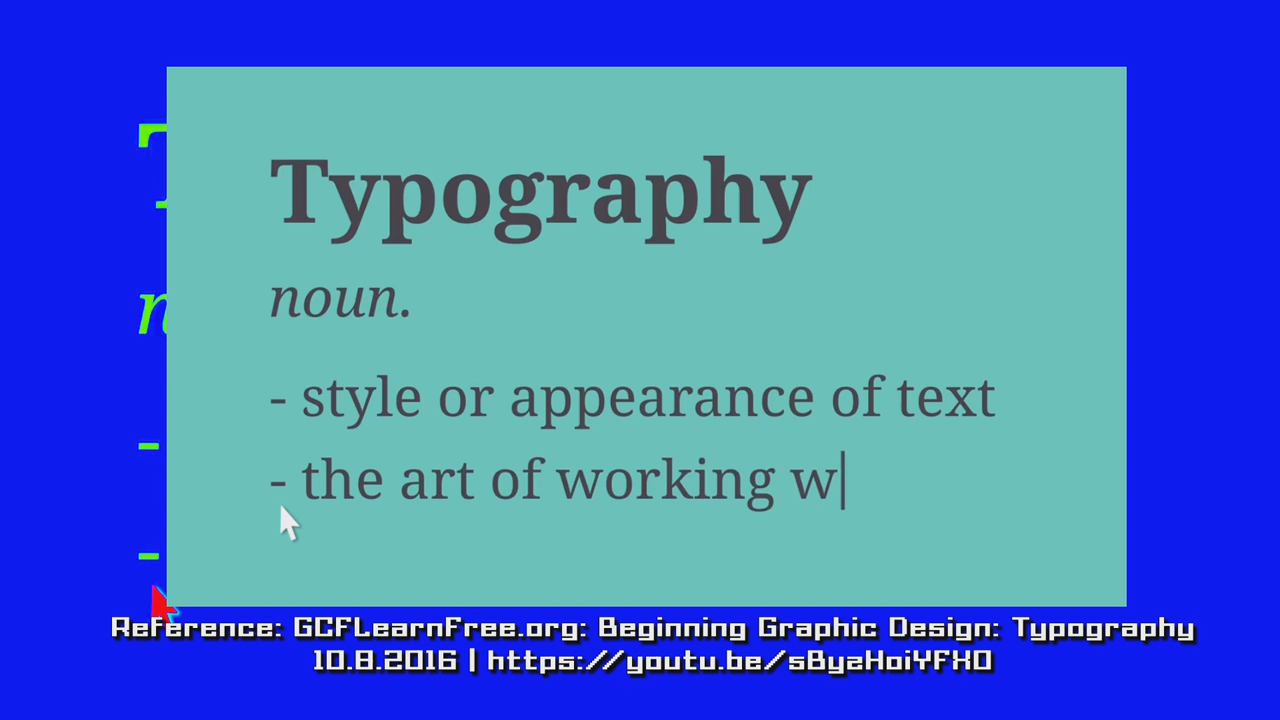 Typography
noun.
- style or appearance of text
- the art of working w
Reference: GCFLearnFree.org: Beginning Graphic Design: Typography
10.8.2016 | https://youtu.be/sByzHoiYFX0